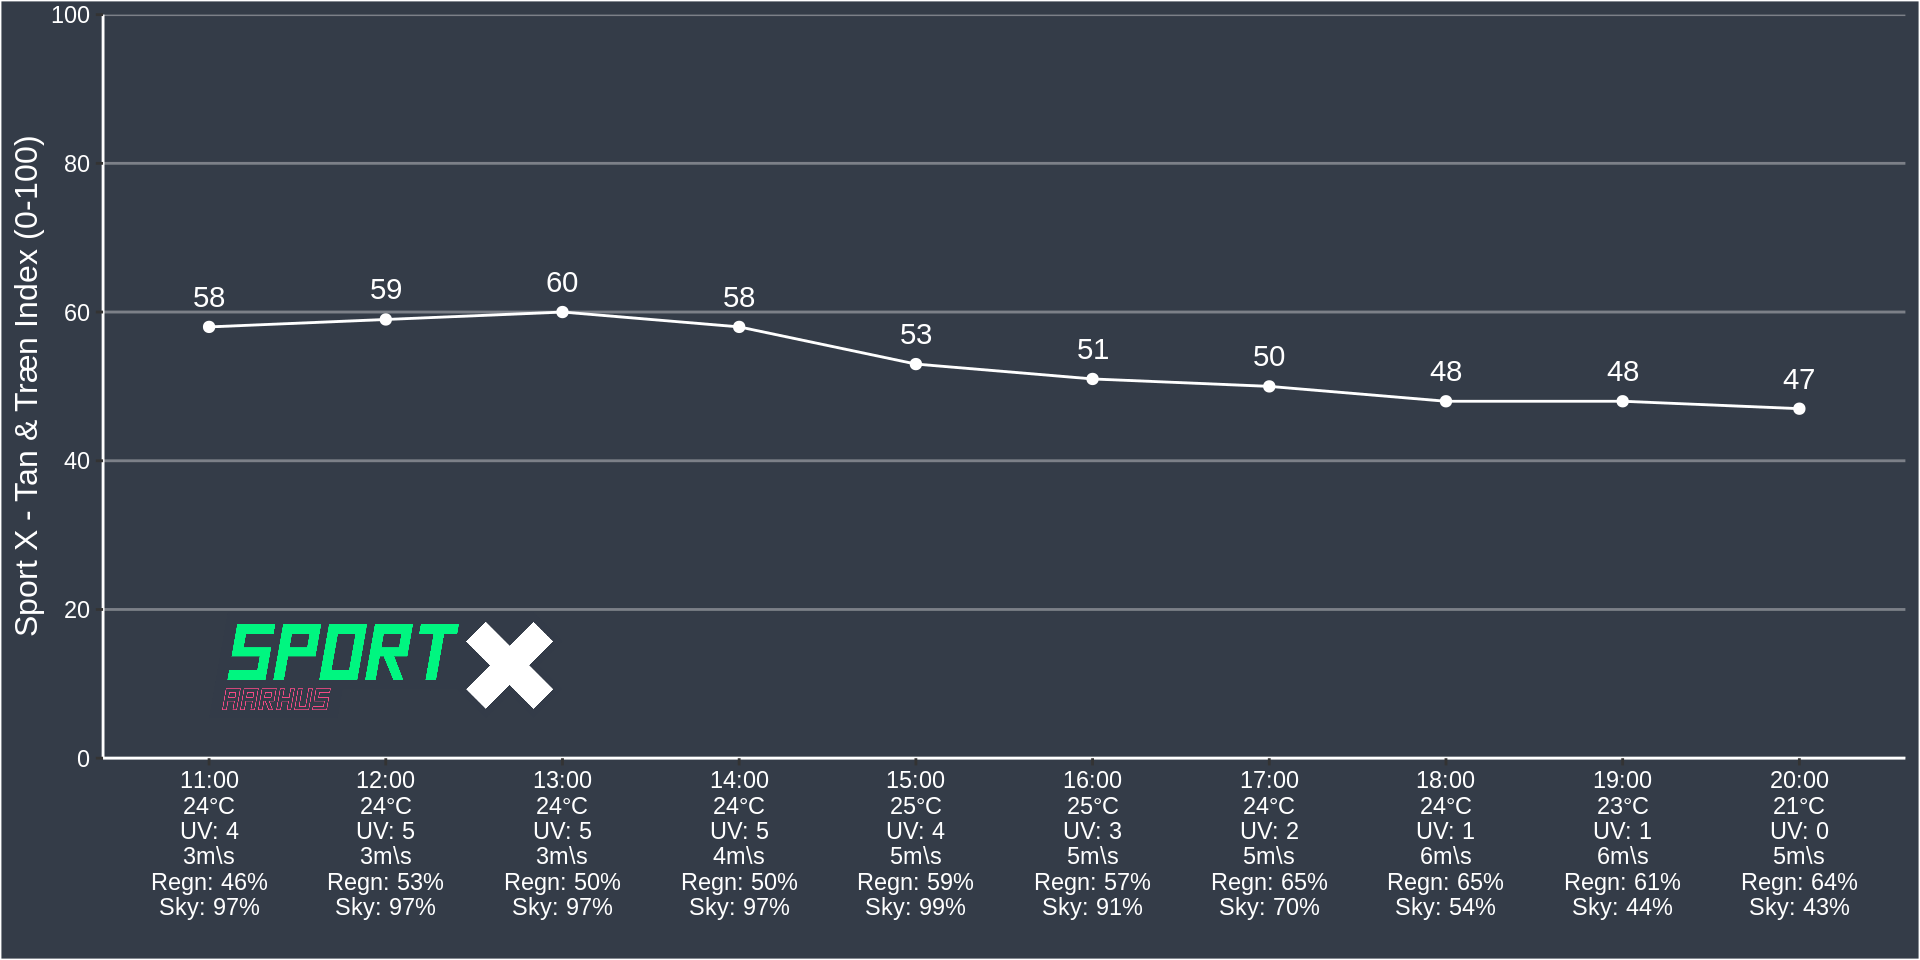 Sport X - Tan & Træn Index (0-100)
100
80
60
40
20
0
58
59
60
58
53
51
50
48
48
47
SPORT X
AARHUS
11:00
24°C
UV: 4
3m\s
Regn: 46%
Sky: 97%
12:00
24°C
UV: 5
3m\s
Regn: 53%
Sky: 97%
13:00
24°C
UV: 5
3m\s
Regn: 50%
Sky: 97%
14:00
24°C
UV: 5
4m\s
Regn: 50%
Sky: 97%
15:00
25°C
UV: 4
5m\s
Regn: 59%
Sky: 99%
16:00
25°C
UV: 3
5m\s
Regn: 57%
Sky: 91%
17:00
24°C
UV: 2
5m\s
Regn: 65%
Sky: 70%
18:00
24°C
UV: 1
6m\s
Regn: 65%
Sky: 54%
19:00
23°C
UV: 1
6m\s
Regn: 61%
Sky: 44%
20:00
21°C
UV: 0
5m\s
Regn: 64%
Sky: 43%